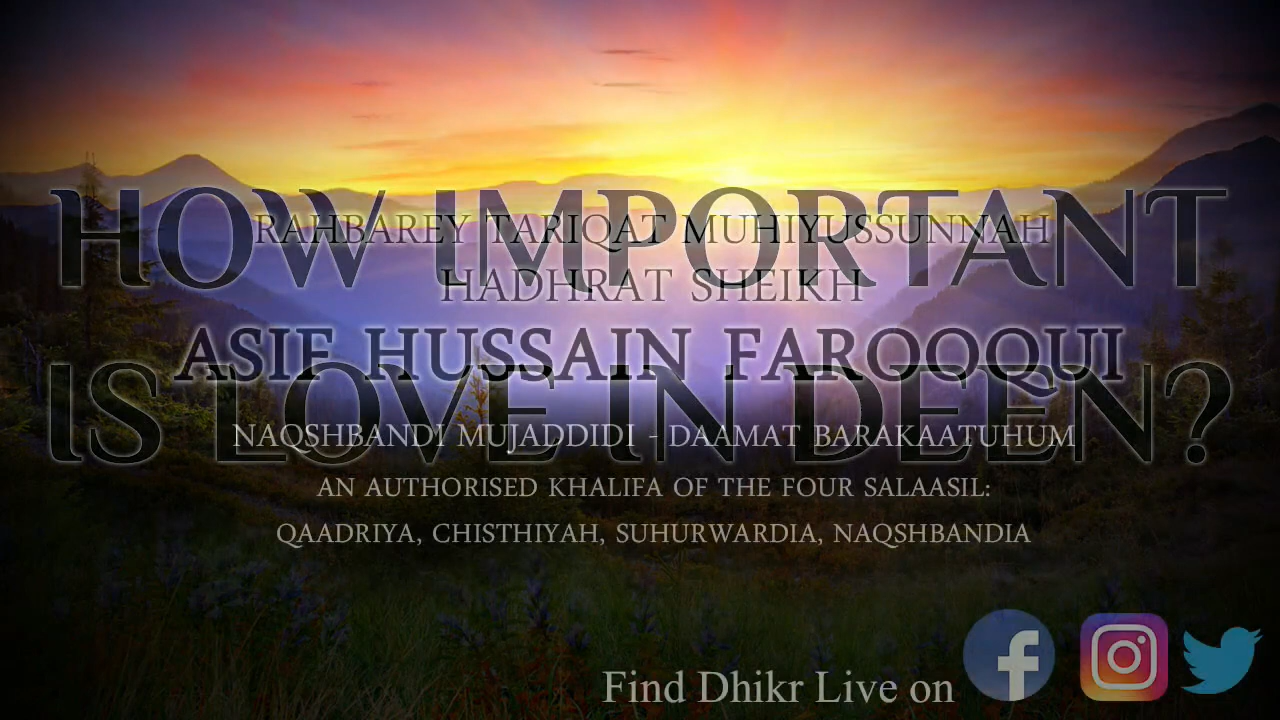 HOW IMPORTANT
IS LOVE IN DEEN?
RAHBAREY TARIQAT MUHIYUSSUNNAH
HADHRAT SHEIKH
ASIF HUSSAIN FAROOQUI
NAQSHBANDI MUJADDIDI - DAAMAT BARAKAATUHUM
AN AUTHORISED KHALIFA OF THE FOUR SALAASIL:
QAADRIYA, CHISTHIYAH, SUHURWARDIA, NAQSHBANDIA
Find Dhikr Live on